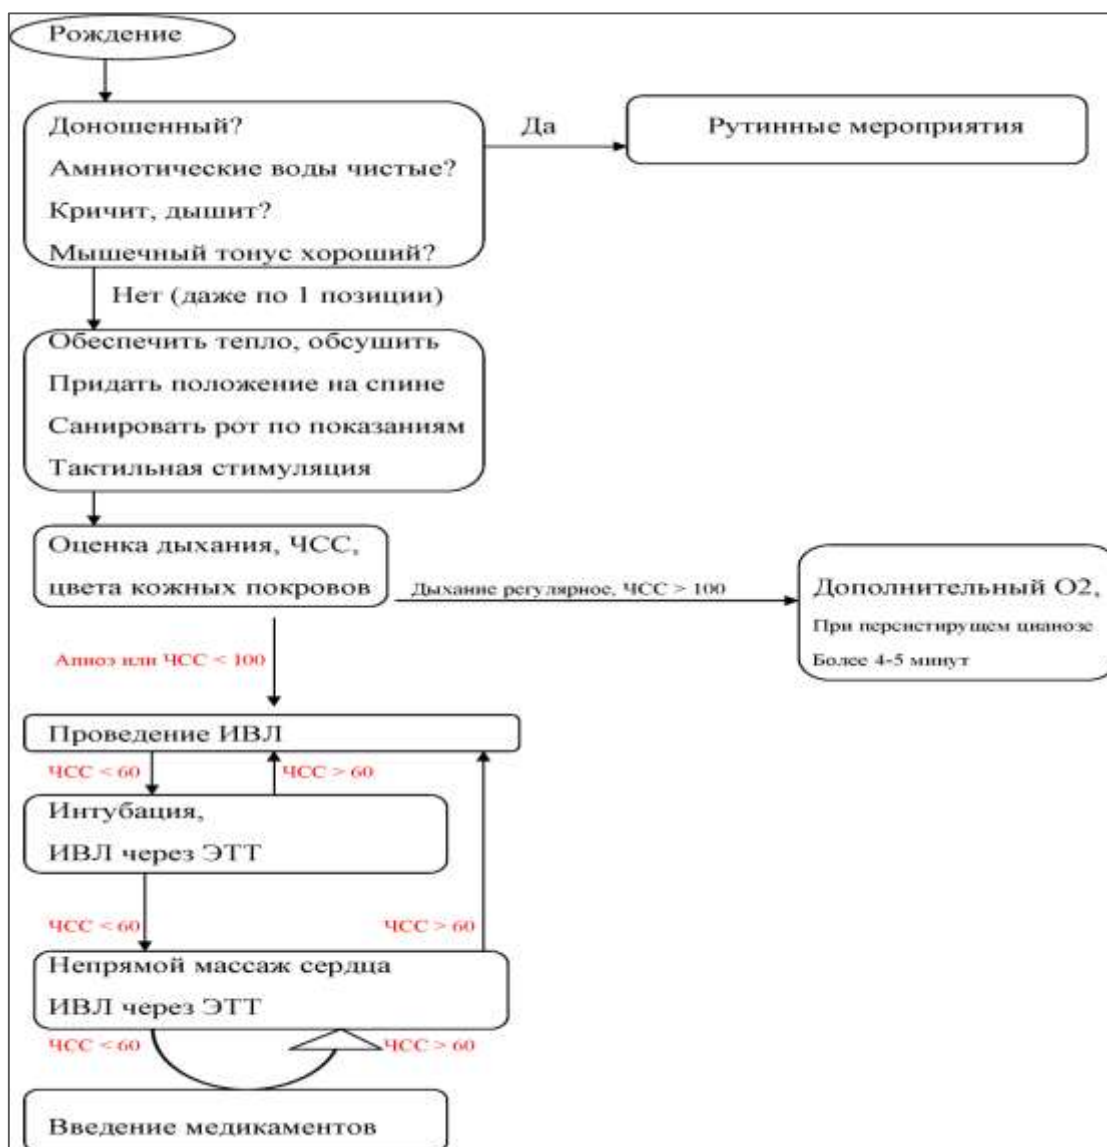 Рождение
Доношенный?
Амниотические воды чистые?
Кричит, дышит?
Мышечный тонус хороший?
Да
Рутинные мероприятия
Нет (даже по 1 позиции)
Обеспечить тепло, обсушить
Придать положение на спине
Санировать рот по показаниям
Тактильная стимуляция
Оценка дыхания, ЧСС,
цвета кожных покровов
Дыхание регулярное, ЧСС > 100
Дополнительный О2,
При персистирущем цианозе
Более 4-5 минут
Апноэ или ЧСС < 100
Проведение ИВЛ
ЧСС < 60
ЧСС > 60
Интубация,
ИВЛ через ЭТТ
ЧСС < 60
ЧСС > 60
Непрямой массаж сердца
ИВЛ через ЭТТ
ЧСС < 60
ЧСС > 60
Введение медикаментов